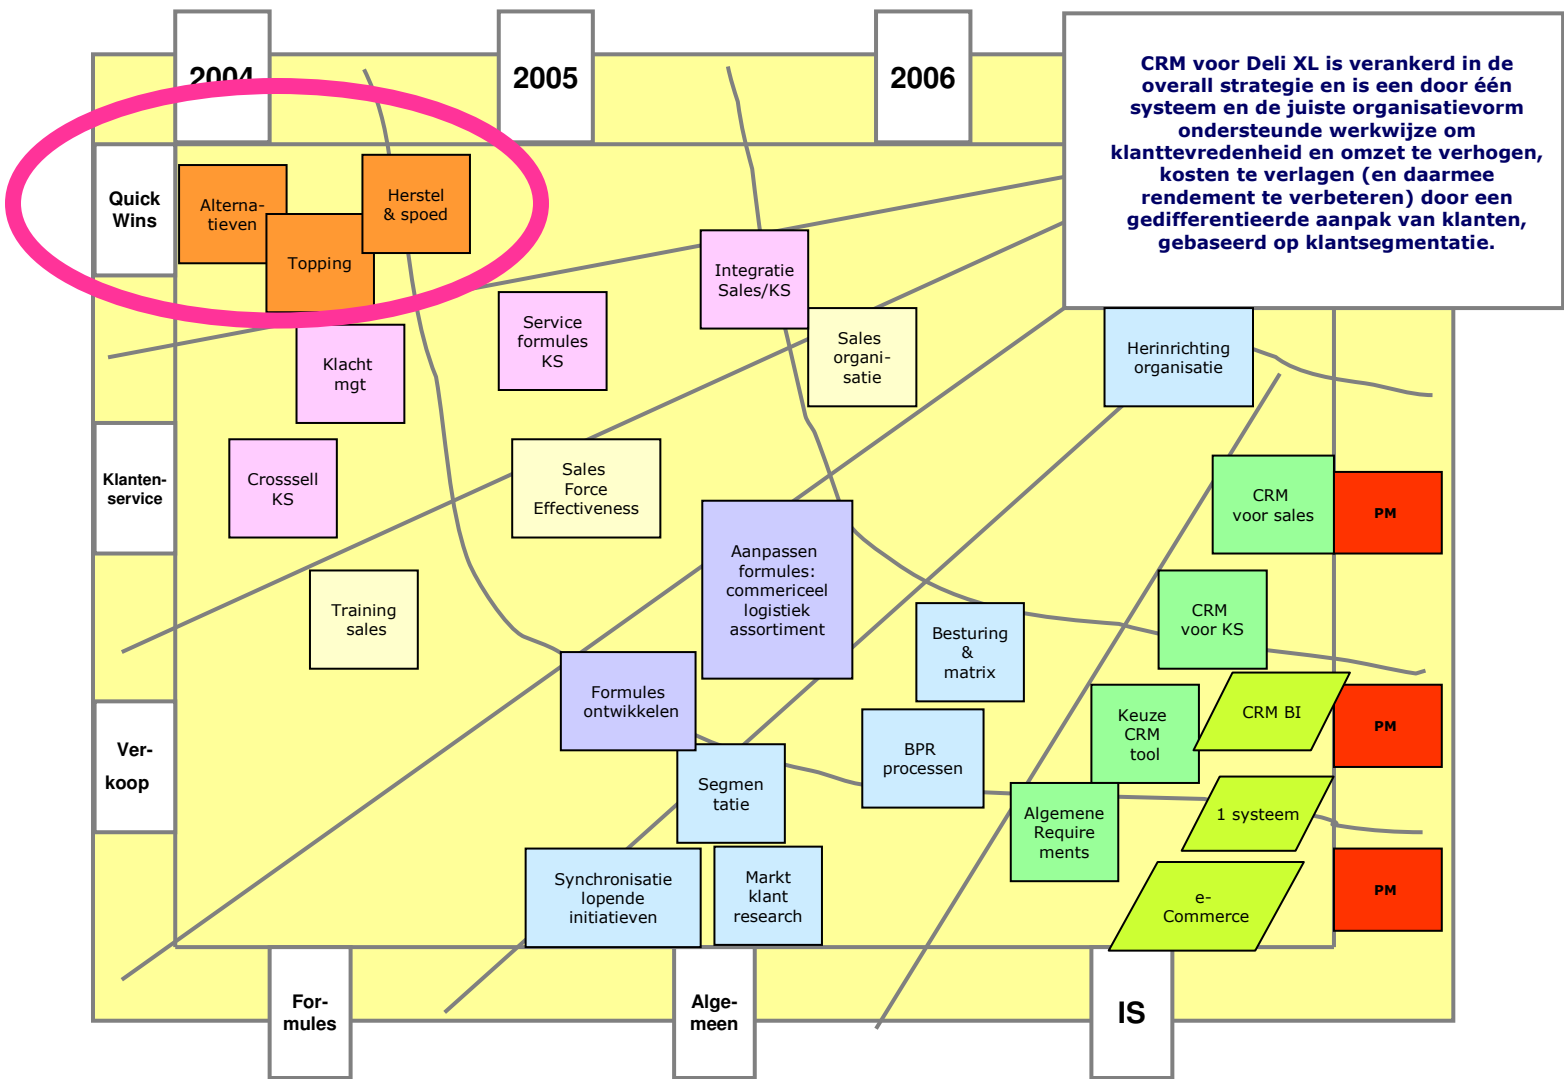 2004
2005
2006
CRM voor Deli XL is verankerd in de
overall strategie en is een door één
systeem en de juiste organisatievorm
ondersteunde werkwijze om
klanttevredenheid en omzet te verhogen,
kosten te verlagen (en daarmee
rendement te verbeteren) door een
gedifferentieerde aanpak van klanten,
gebaseerd op klantsegmentatie.
Quick
Wins
Alterna-
tieven
Topping
Herstel
& spoed
Integratie
Sales/KS
Service
formules
KS
Klacht
mgt
Sales
organi-
satie
Herinrichting
organisatie
Klanten-
service
Crosssell
KS
Sales
Force
Effectiveness
CRM
voor sales
PM
Aanpassen
formules:
commericeel
logistiek
assortiment
Training
sales
Besturing
&
matrix
CRM
voor KS
Formules
ontwikkelen
Ver-
koop
BPR
processen
Keuze
CRM
tool
CRM BI
PM
Segmen
tatie
Algemene
Require
ments
1 systeem
Synchronisatie
lopende
initiatieven
Markt
klant
research
e-
Commerce
PM
For-
mules
Alge-
meen
IS